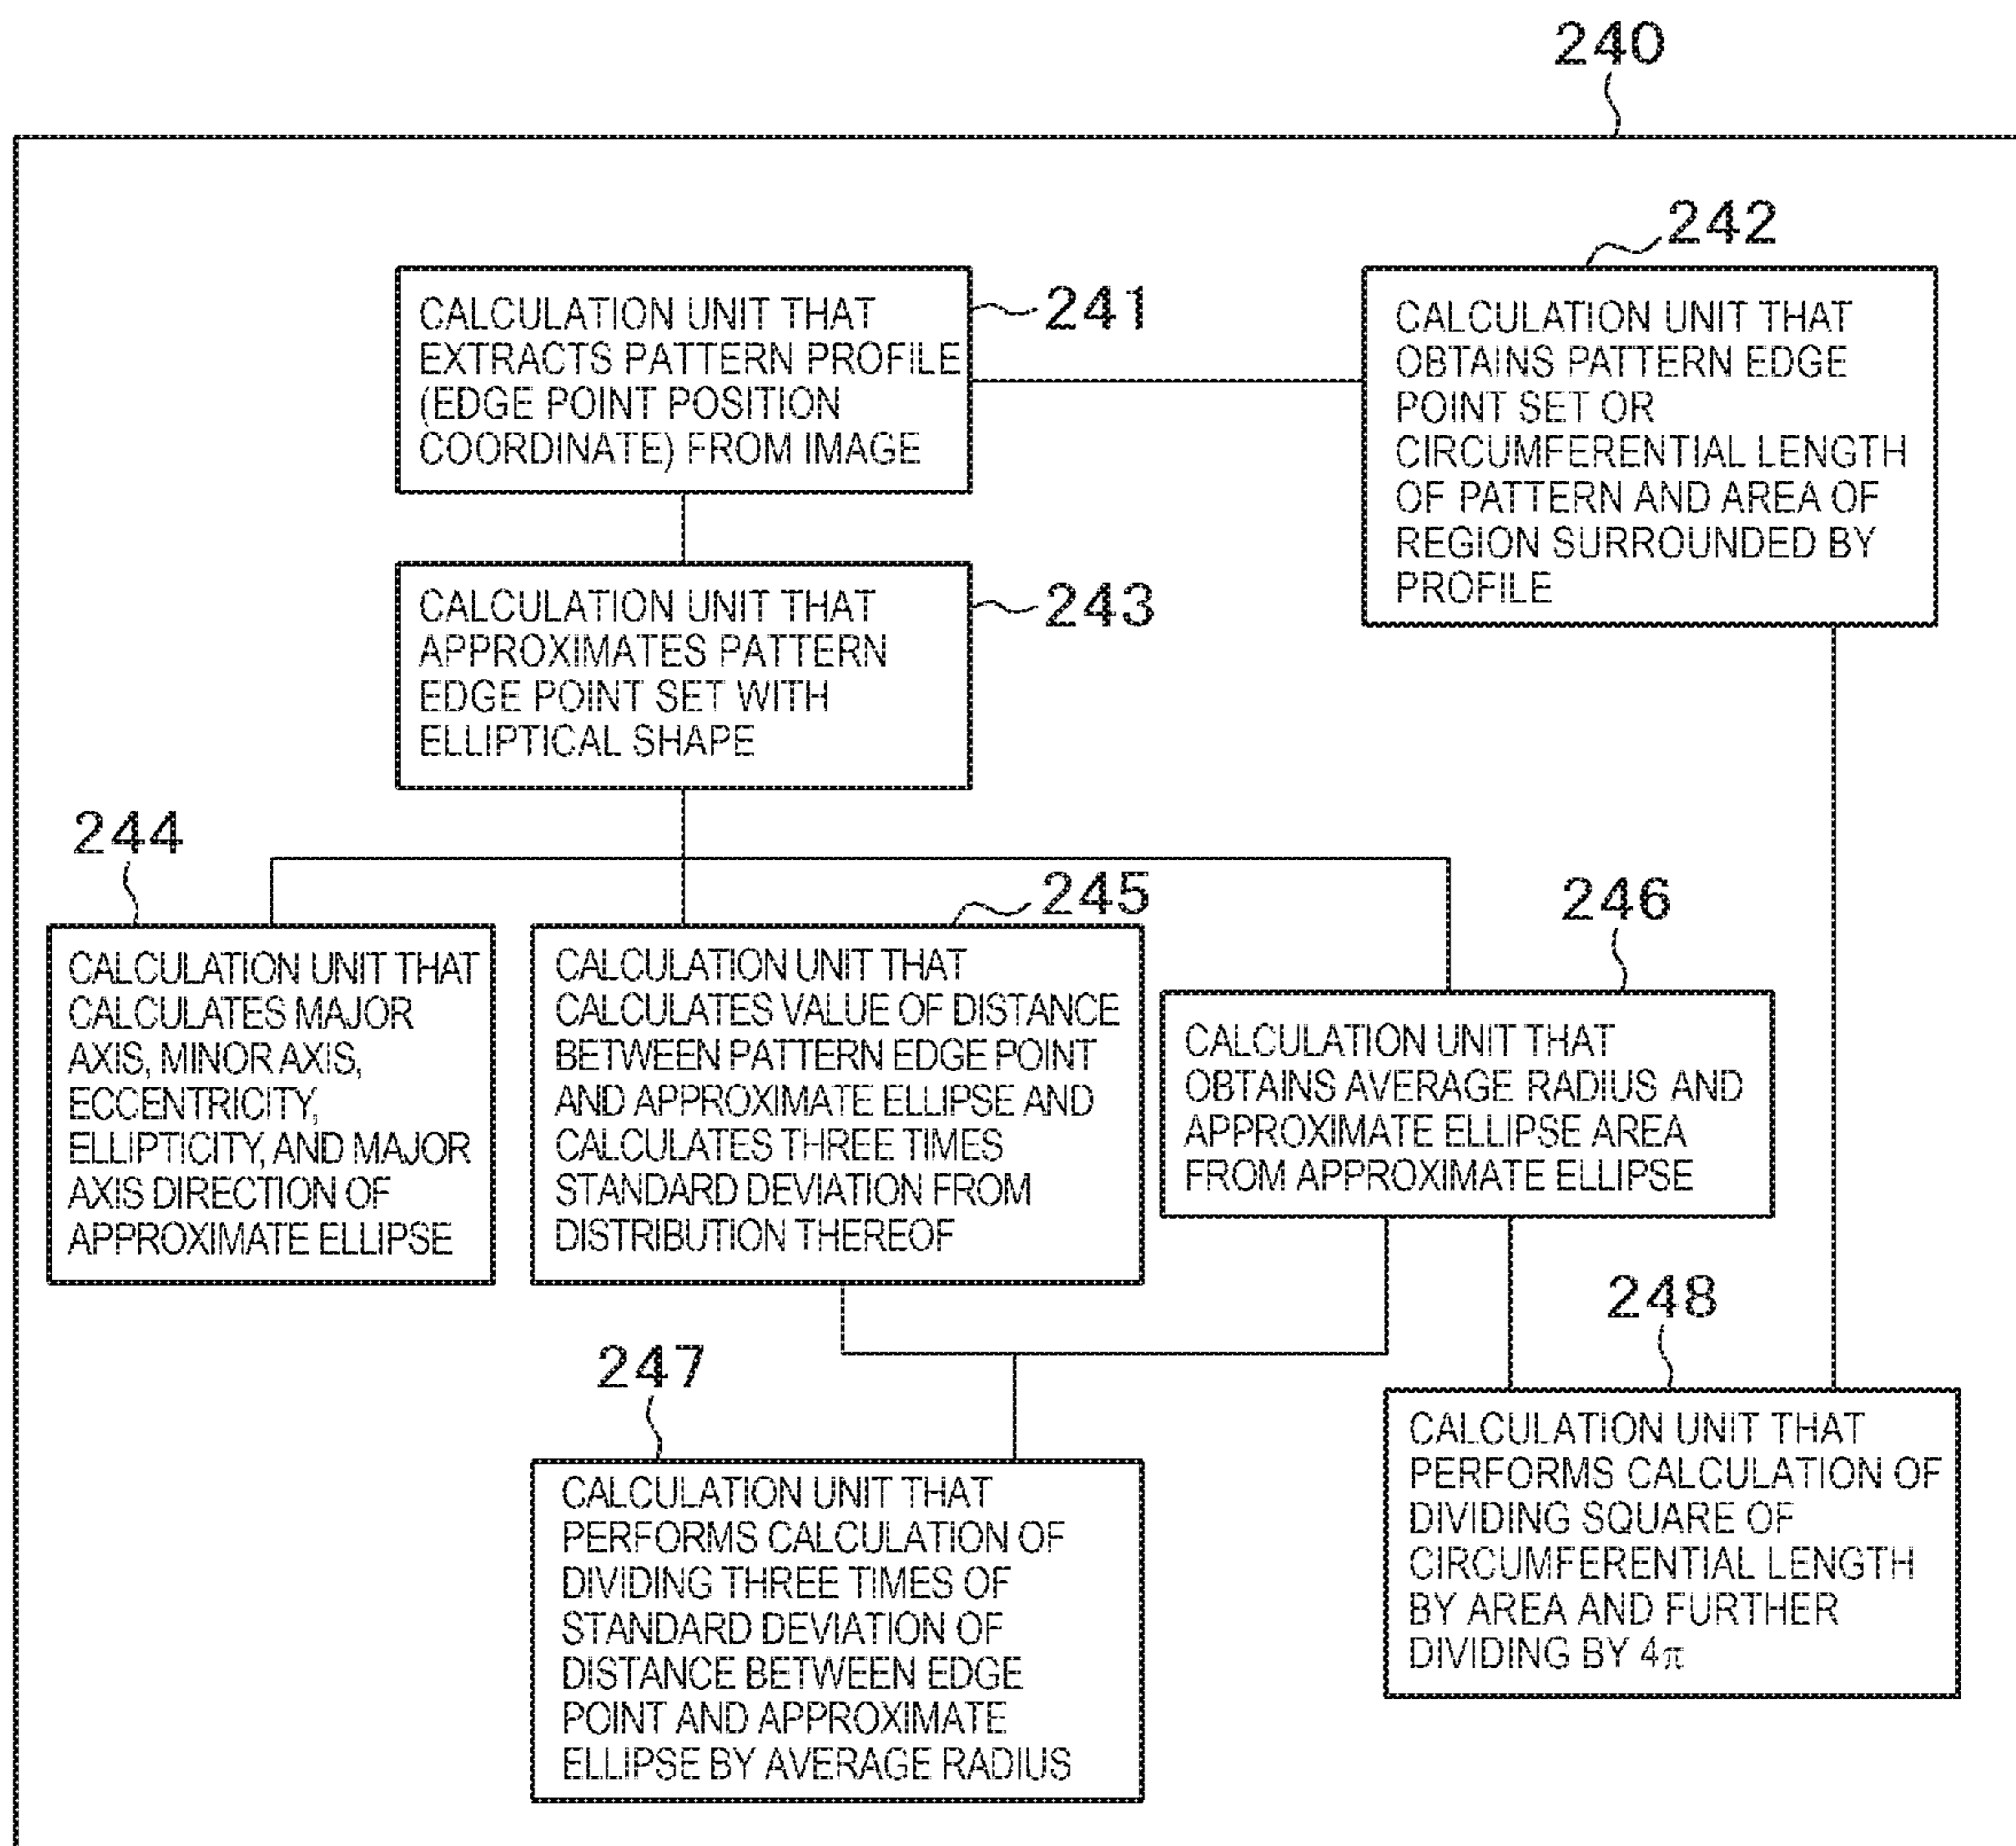 240
242
241
CALCULATION UNIT THAT
EXTRACTS PATTERN PROFILE
(EDGE POINT POSITION
COORDINATE) FROM IMAGE
CALCULATION UNIT THAT
OBTAINS PATTERN EDGE
POINT SET OR
CIRCUMFERENTIAL LENGTH
OF PATTERN AND AREA OF
REGION SURROUNDED BY
PROFILE
243
CALCULATION UNIT THAT
APPROXIMATES PATTERN
EDGE POINT SET WITH
ELLIPTICAL SHAPE
244
CALCULATION UNIT THAT
CALCULATES MAJOR
AXIS, MINOR AXIS,
ECCENTRICITY,
ELLIPTICITY, AND MAJOR
AXIS DIRECTION OF
APPROXIMATE ELLIPSE
245
CALCULATION UNIT THAT
CALCULATES VALUE OF DISTANCE
BETWEEN PATTERN EDGE POINT
AND APPROXIMATE ELLIPSE AND
CALCULATES THREE TIMES
STANDARD DEVIATION FROM
DISTRIBUTION THEREOF
246
CALCULATION UNIT THAT
OBTAINS AVERAGE RADIUS AND
APPROXIMATE ELLIPSE AREA
FROM APPROXIMATE ELLIPSE
247
CALCULATION UNIT THAT
PERFORMS CALCULATION OF
DIVIDING THREE TIMES OF
STANDARD DEVIATION OF
DISTANCE BETWEEN EDGE
POINT AND APPROXIMATE
ELLIPSE BY AVERAGE RADIUS
248
CALCULATION UNIT THAT
PERFORMS CALCULATION OF
DIVIDING SQUARE OF
CIRCUMFERENTIAL LENGTH
BY AREA AND FURTHER
DIVIDING BY 4π